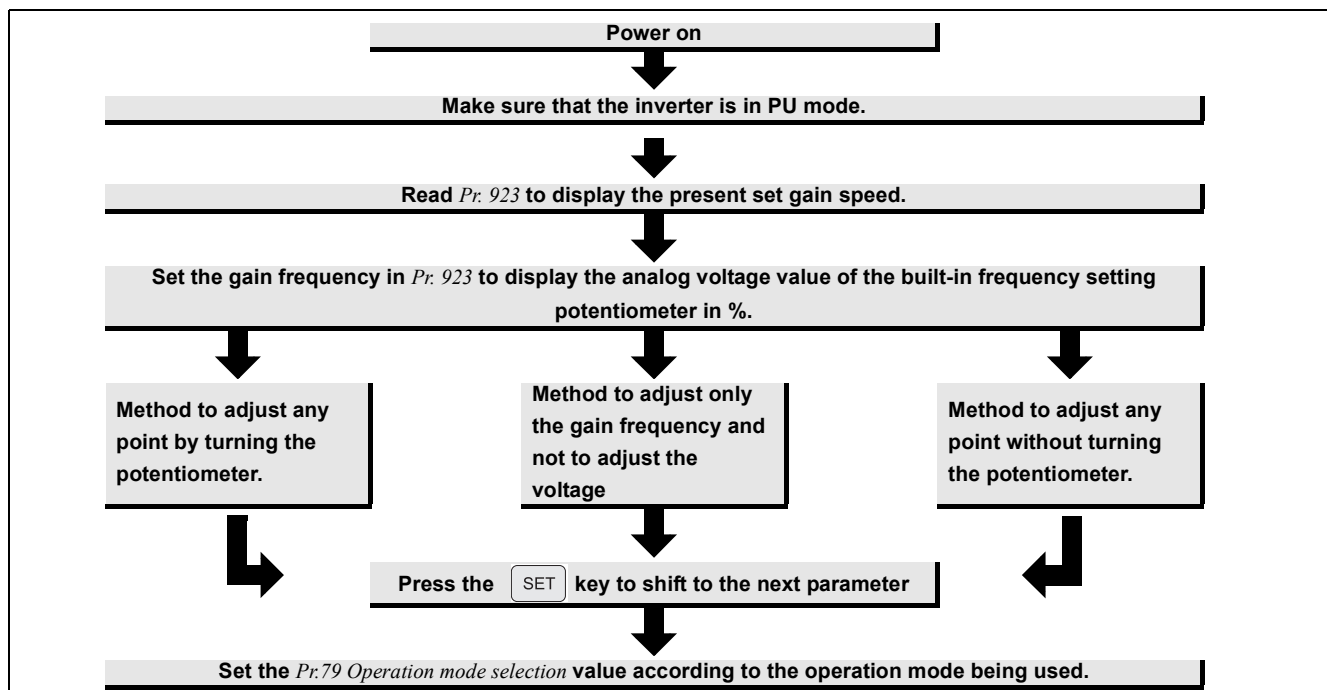 Power on
Make sure that the inverter is in PU mode.
Read Pr. 923 to display the present set gain speed.
Set the gain frequency in Pr. 923 to display the analog voltage value of the built-in frequency setting
potentiometer in %.
Method to adjust any
point by turning the
potentiometer.
Method to adjust only
the gain frequency and
not to adjust the
voltage
Method to adjust any
point without turning
the potentiometer.
Press the SET key to shift to the next parameter
Set the Pr.79 Operation mode selection value according to the operation mode being used.